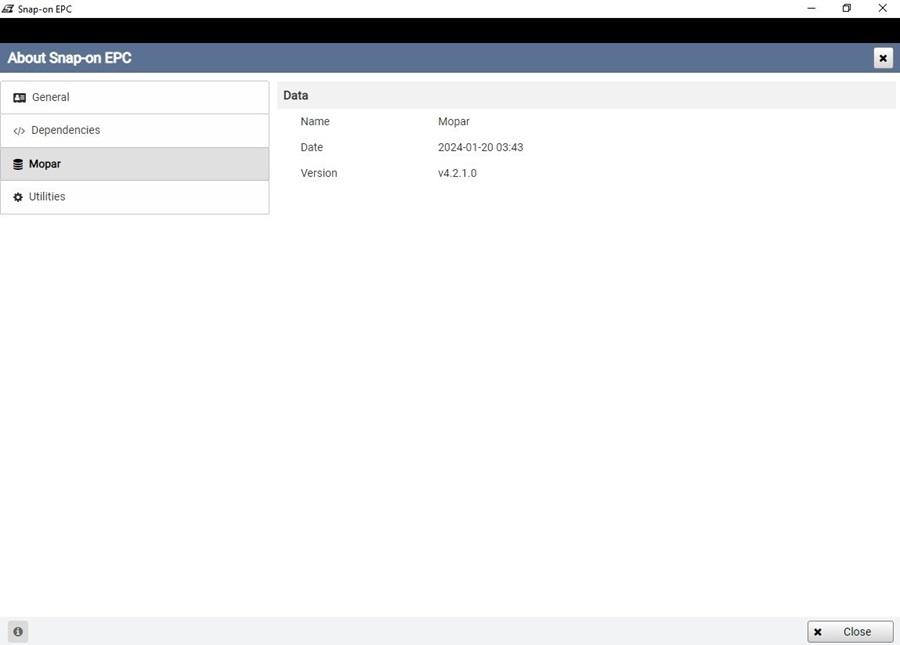 Snap-on EPC
About Snap-on EPC
General
Dependencies
Mopar
Utilities
Data
Name Mopar
Date 2024-01-20 03:43
Version v4.2.1.0
Close